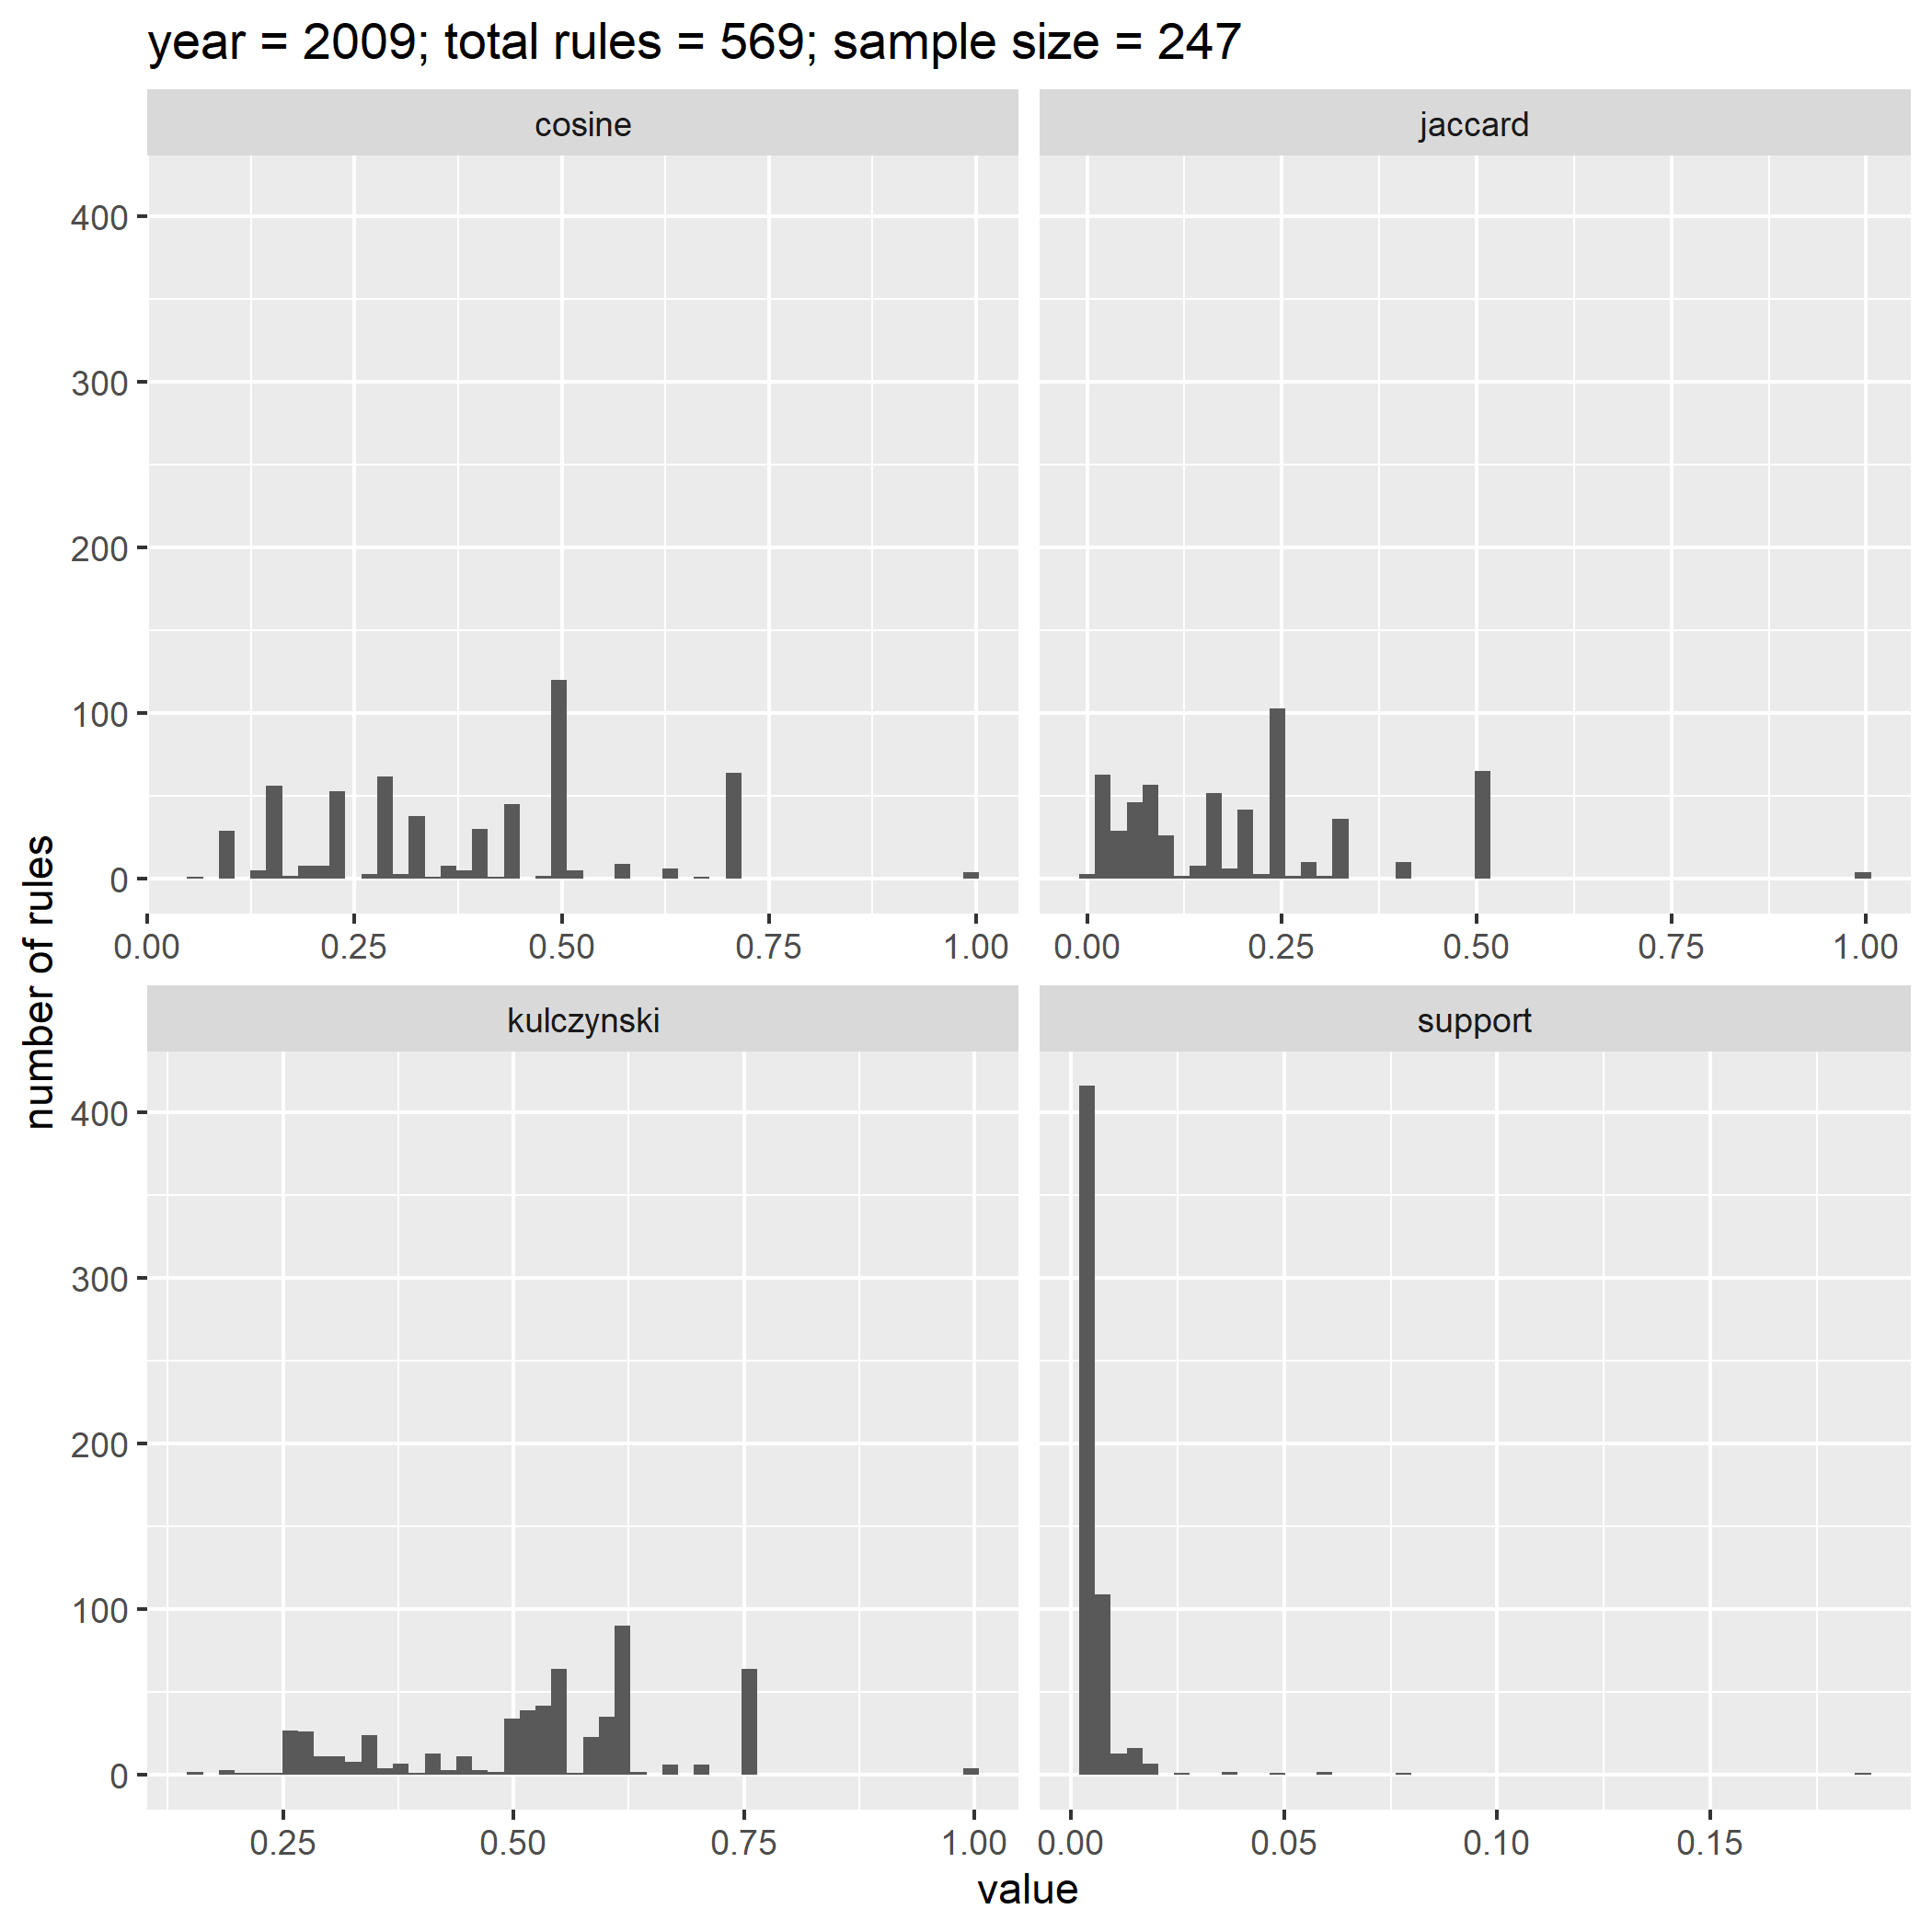 year = 2009; total rules = 569; sample size = 247
cosine
jaccard
400
300
200
100
0
0.00 0.25 0.50 0.75 1.00
0.00 0.25 0.50 0.75 1.00
number of rules
kulczynski
support
400
300
200
100
0
0.25 0.50 0.75 1.00
0.00 0.05 0.10 0.15
value